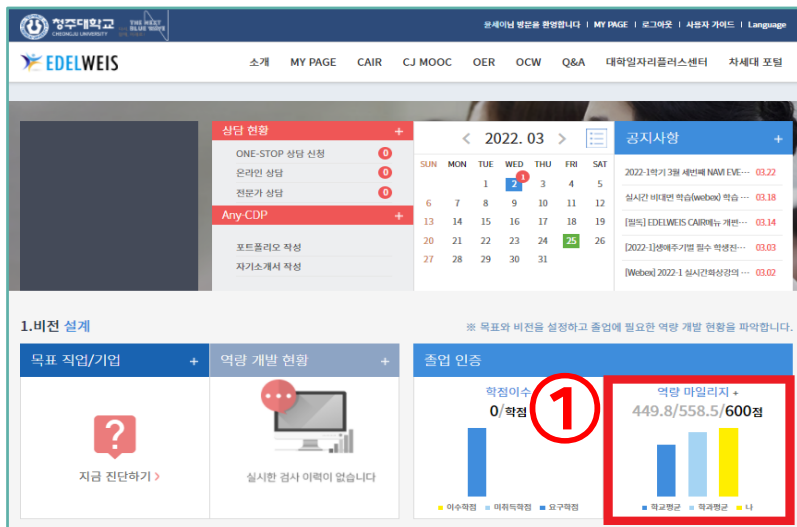 청주대학교 THE NEXT
CHEONGJU UNIVERSITY BLUE WAVE
윤세이님 방문을 환영합니다 | MY PAGE | 로그아웃 | 사용자 가이드 | Language
EDELWEIS 소개 MY PAGE CAIR CJ MOOC OER OCW Q&A 대학일자리플러스센터 차세대 포털
상담 현황 +
ONE-STOP 상담 신청 0
온라인 상담 0
전문가 상담 0
Any-CDP +
포트폴리오 작성
자기소개서 작성
< 2022. 03 >
SUN MON TUE WED THU FRI SAT
1 2 1 3 4 5
6 7 8 9 10 11 12
13 14 15 16 17 18 19
20 21 22 23 24 25 26
27 28 29 30 31
공지사항 +
2022-1학기 3월 세번째 NAVI EVE… 03.22
실시간 비대면 학습(webex) 학습 … 03.18
[필독] EDELWEIS CAIR메뉴 개편… 03.14
[2022-1]생애주기별 필수 학생진… 03.03
[Webex] 2022-1 실시간화상강의 … 03.02
1.비전 설계
※ 목표와 비전을 설정하고 졸업에 필요한 역량 개발 현황을 파악합니다.
목표 직업/기업 +
?
지금 진단하기 >
역량 개발 현황 +
실시한 검사 이력이 없습니다
졸업 인증
학점이수
0/학점
이수학점 미취득학점 요구학점
①
역량 마일리지 +
449.8/558.5/600점
학교평균 학과평균 나